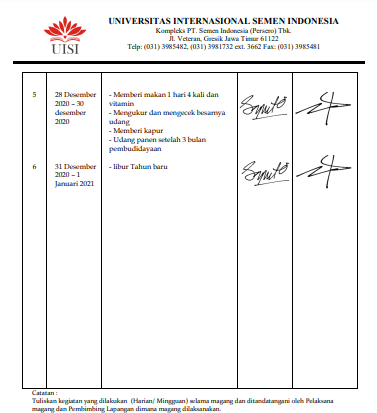 UISI
UNIVERSITAS INTERNASIONAL SEMEN INDONESIA
Kompleks PT. Semen Indonesia (Persero) Tbk.
Jl. Veteran, Gresik Jawa Timur 61122
Telp: (031) 3985482, (031) 3981732 ext. 3662 Fax: (031) 3985481
5
28 Desember
2020 – 30
desember
2020
- Memberi makan 1 hari 4 kali dan
vitamin
- Mengukur dan mengecek besarnya
udang
- Memberi kapur
- Udang panen setelah 3 bulan
pembudidayaan
6
31 Desember
2020 – 1
Januari 2021
- libur Tahun baru
Catatan :
Tuliskan kegiatan yang dilakukan (Harian/ Mingguan) selama magang dan ditandatangani oleh Pelaksana
magang dan Pembimbing Lapangan dimana magang dilaksanakan.